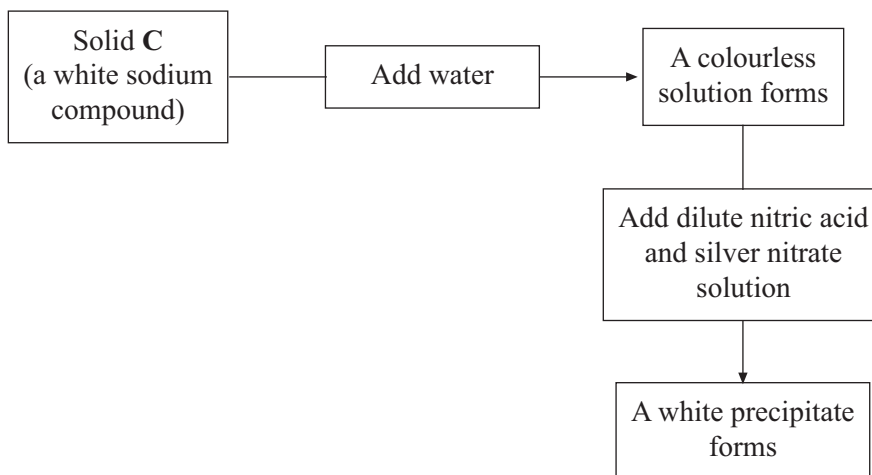 Solid C
(a white sodium
compound)
Add water
A colourless
solution forms
Add dilute nitric acid
and silver nitrate
solution
A white precipitate
forms